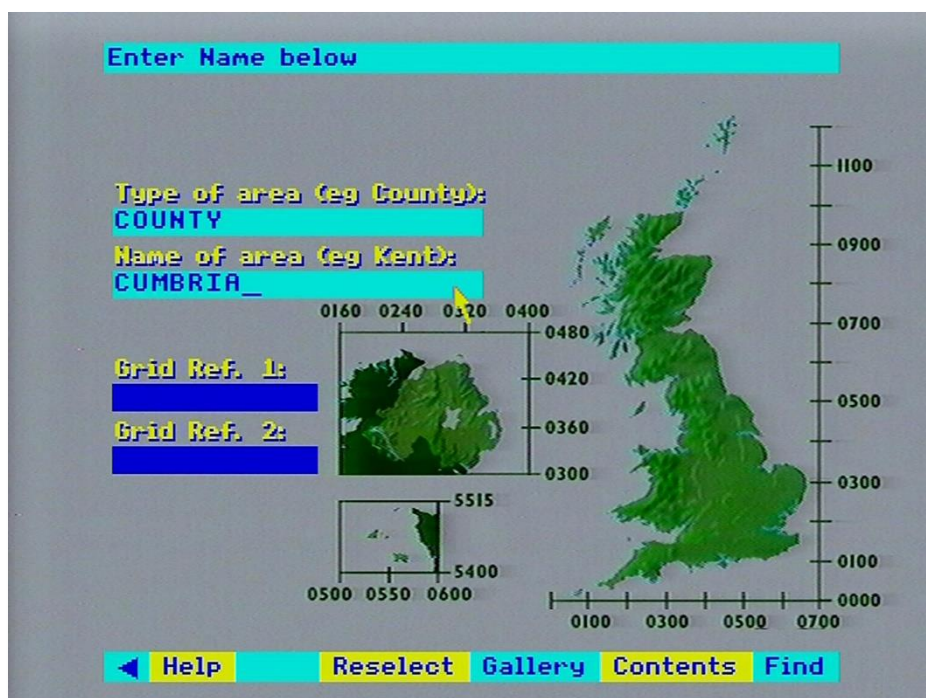 Enter Name below
Type of area (eg County):
COUNTY
Name of area (eg Kent):
CUMBRIA_
Grid Ref. 1:
Grid Ref. 2:
0160 0240 0320 0400
0480
0420
0360
0300
5515
5400
0500 0550 0600
1100
0900
0700
0500
0300
0100
0000
0100 0300 0500 0700
Help Reselect Gallery Contents Find